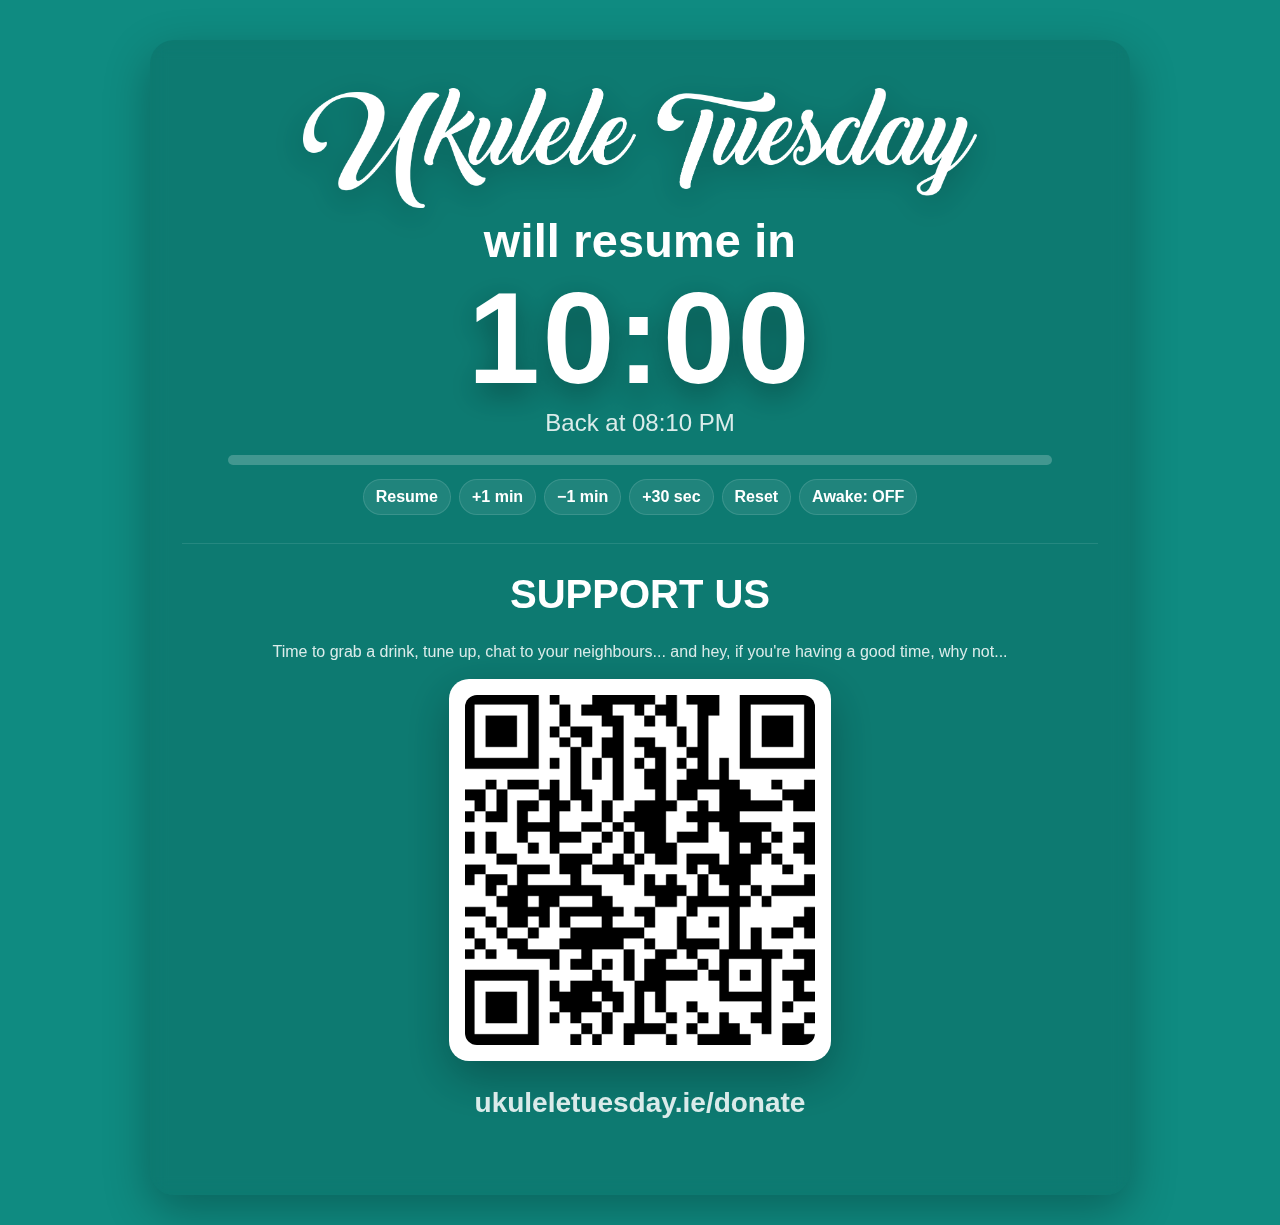 Ukulele Tuesday
will resume in
10:00
Back at 08:10 PM
Resume +1 min −1 min +30 sec Reset Awake: OFF
SUPPORT US
Time to grab a drink, tune up, chat to your neighbours... and hey, if you're having a good time, why not...
ukuleletuesday.ie/donate